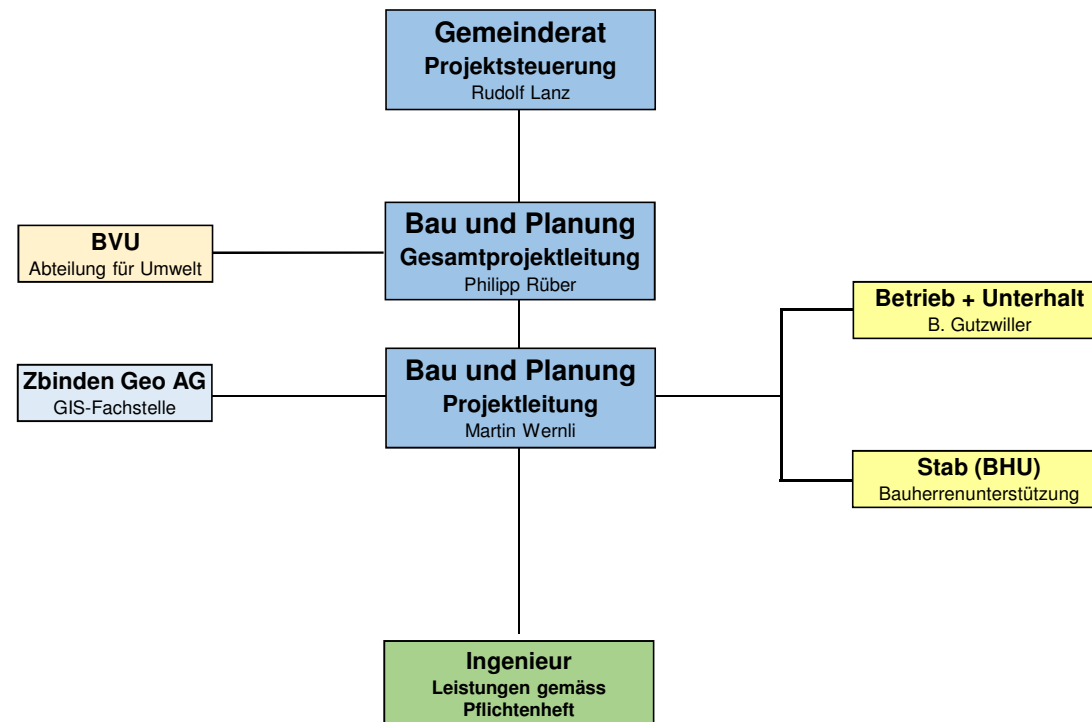 Gemeinderat
Projektsteuerung
Rudolf Lanz
Bau und Planung
Gesamtprojektleitung
Philipp Rüber
BVU
Abteilung für Umwelt
Betrieb + Unterhalt
B. Gutzwiller
Zbinden Geo AG
GIS-Fachstelle
Bau und Planung
Projektleitung
Martin Wernli
Stab (BHU)
Bauherrenunterstützung
Ingenieur
Leistungen gemäss
Pflichtenheft